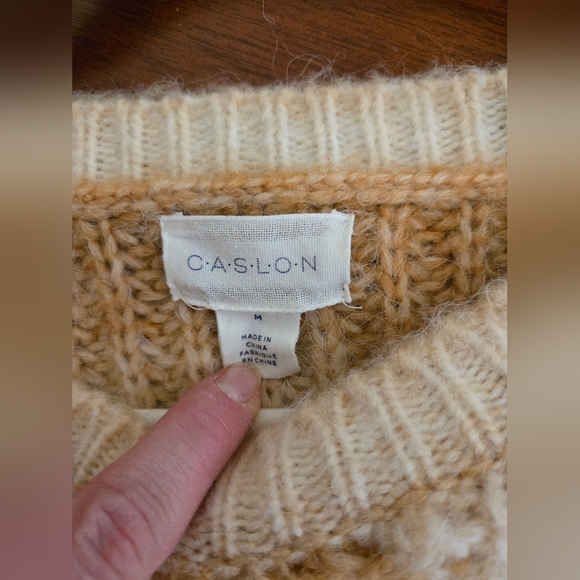 C·A·S·L·O·N
M
MADE IN
CHINA
FABRIQUÉ
EN CHINE